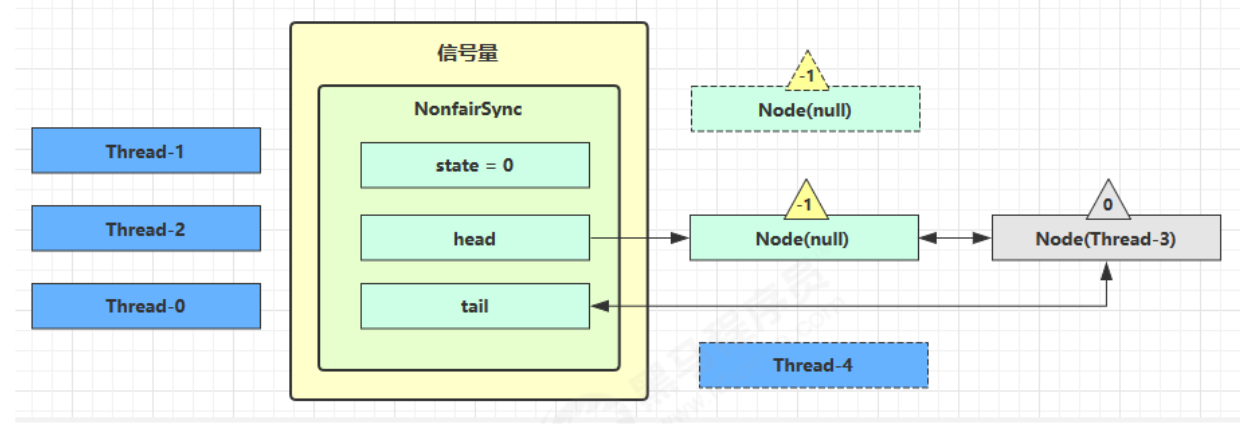 信号量
NonfairSync
state = 0
head
tail
Thread-1
Thread-2
Thread-0
-1
Node(null)
-1
Node(null)
0
Node(Thread-3)
Thread-4
黑马程序员